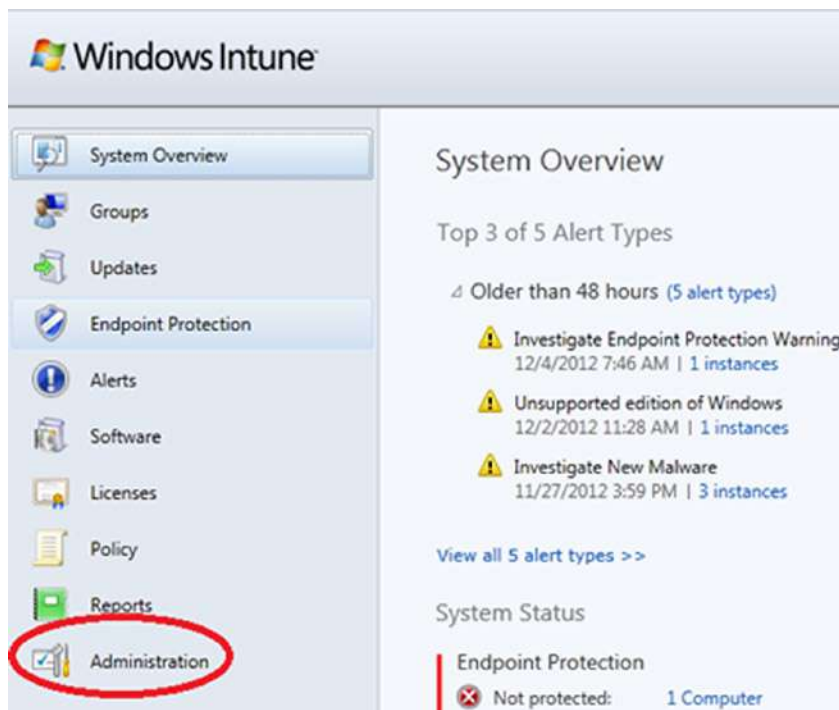 Windows Intune
System Overview
Groups
Updates
Endpoint Protection
Alerts
Software
Licenses
Policy
Reports
Administration
System Overview
Top 3 of 5 Alert Types
Older than 48 hours (5 alert types)
Investigate Endpoint Protection Warning
12/4/2012 7:46 AM | 1 instances
Unsupported edition of Windows
12/2/2012 11:28 AM | 1 instances
Investigate New Malware
11/27/2012 3:59 PM | 3 instances
View all 5 alert types >>
System Status
Endpoint Protection
Not protected: 1 Computer